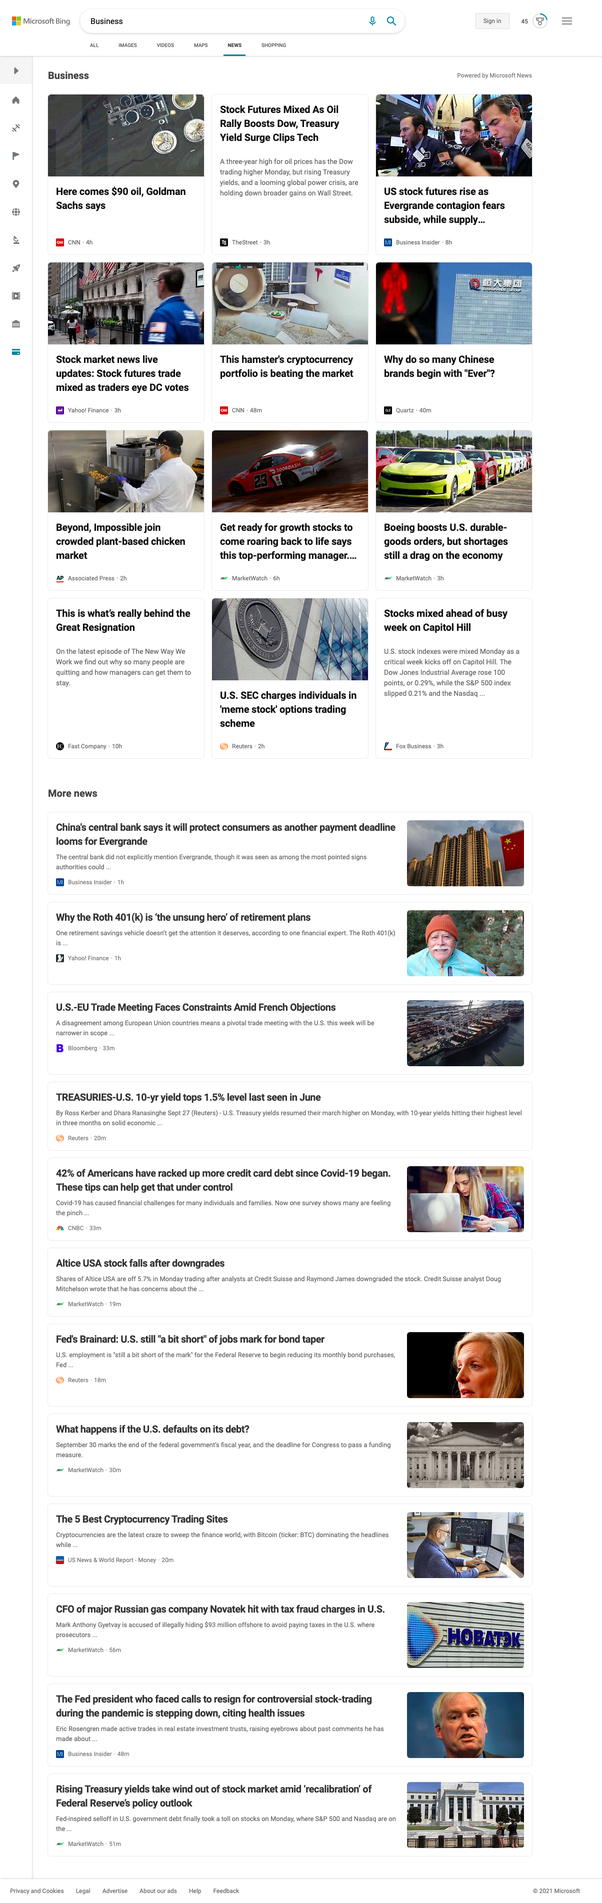 Microsoft Bing
Business
Sign in
45
ALL
IMAGES
VIDEOS
MAPS
NEWS
SHOPPING
Business
Powered by Microsoft News
Here comes $90 oil, Goldman
Sachs says
CNN · 4h
Stock Futures Mixed As Oil
Rally Boosts Dow, Treasury
Yield Surge Clips Tech
A three-year high for oil prices has the Dow
trading higher Monday, but rising Treasury
yields, and a looming global power crisis, are
holding down broader gains on Wall Street.
TheStreet · 3h
US stock futures rise as
Evergrande contagion fears
subside, while supply...
Business Insider · 8h
Stock market news live
updates: Stock futures trade
mixed as traders eye DC votes
Yahoo! Finance · 3h
This hamster's cryptocurrency
portfolio is beating the market
CNN · 48m
恒大集团
Why do so many Chinese
brands begin with "Ever"?
Quartz · 40m
Beyond, Impossible join
crowded plant-based chicken
market
AP
Associated Press · 2h
23
DOORDASH
Get ready for growth stocks to
come roaring back to life says
this top-performing manager....
MarketWatch · 6h
Boeing boosts U.S. durable-
goods orders, but shortages
still a drag on the economy
MarketWatch · 3h
This is what's really behind the
Great Resignation
On the latest episode of The New Way We
Work we find out why so many people are
quitting and how managers can get them to
stay.
Fast Company · 10h
U.S. SEC charges individuals in
'meme stock' options trading
scheme
Reuters · 2h
Stocks mixed ahead of busy
week on Capitol Hill
U.S. stock indexes were mixed Monday as a
critical week kicks off on Capitol Hill. The
Dow Jones Industrial Average rose 100
points, or 0.29%, while the S&P 500 index
slipped 0.21% and the Nasdaq ...
Fox Business · 3h
More news
China's central bank says it will protect consumers as another payment deadline
looms for Evergrande
The central bank did not explicitly mention Evergrande, though it was seen as among the most pointed signs
authorities could ...
Business Insider · 1h
Why the Roth 401(k) is ‘the unsung hero’ of retirement plans
One retirement savings vehicle doesn't get the attention it deserves, according to one financial expert. The Roth 401(k)
is ...
Yahoo! Finance · 1h
U.S.-EU Trade Meeting Faces Constraints Amid French Objections
A disagreement among European Union countries means a pivotal trade meeting with the U.S. this week will be
narrower in scope ...
Bloomberg · 33m
TREASURIES-U.S. 10-yr yield tops 1.5% level last seen in June
By Ross Kerber and Dhara Ranasinghe Sept 27 (Reuters) - U.S. Treasury yields resumed their march higher on Monday, with 10-year yields hitting their highest level
in three months on solid economic ...
Reuters · 20m
42% of Americans have racked up more credit card debt since Covid-19 began.
These tips can help get that under control
Covid-19 has caused financial challenges for many individuals and families. Now one survey shows many are feeling
the pinch ...
CNBC · 33m
Altice USA stock falls after downgrades
Shares of Altice USA are off 5.7% in Monday trading after analysts at Credit Suisse and Raymond James downgraded the stock. Credit Suisse analyst Doug
Mitchelson wrote that he has concerns about the ...
MarketWatch · 19m
Fed's Brainard: U.S. still "a bit short" of jobs mark for bond taper
U.S. employment is "still a bit short of the mark" for the Federal Reserve to begin reducing its monthly bond purchases,
Fed ...
Reuters · 18m
What happens if the U.S. defaults on its debt?
September 30 marks the end of the federal government's fiscal year, and the deadline for Congress to pass a funding
measure.
MarketWatch · 30m
The 5 Best Cryptocurrency Trading Sites
Cryptocurrencies are the latest craze to sweep the finance world, with Bitcoin (ticker: BTC) dominating the headlines
while ...
US News & World Report - Money · 20m
CFO of major Russian gas company Novatek hit with tax fraud charges in U.S.
Mark Anthony Gyetvay is accused of illegally hiding $93 million offshore to avoid paying taxes in the U.S. where
prosecutors ...
MarketWatch · 56m
НОВАТЭК
The Fed president who faced calls to resign for controversial stock-trading
during the pandemic is stepping down, citing health issues
Eric Rosengren made active trades in real estate investment trusts, raising eyebrows about past comments he has
made about ...
Business Insider · 48m
Rising Treasury yields take wind out of stock market amid ‘recalibration’ of
Federal Reserve's policy outlook
Fed-inspired selloff in U.S. government debt finally took a toll on stocks on Monday, where S&P 500 and Nasdaq are on
the ...
MarketWatch · 51m
Privacy and Cookies
Legal
Advertise
About our ads
Help
Feedback
© 2021 Microsoft